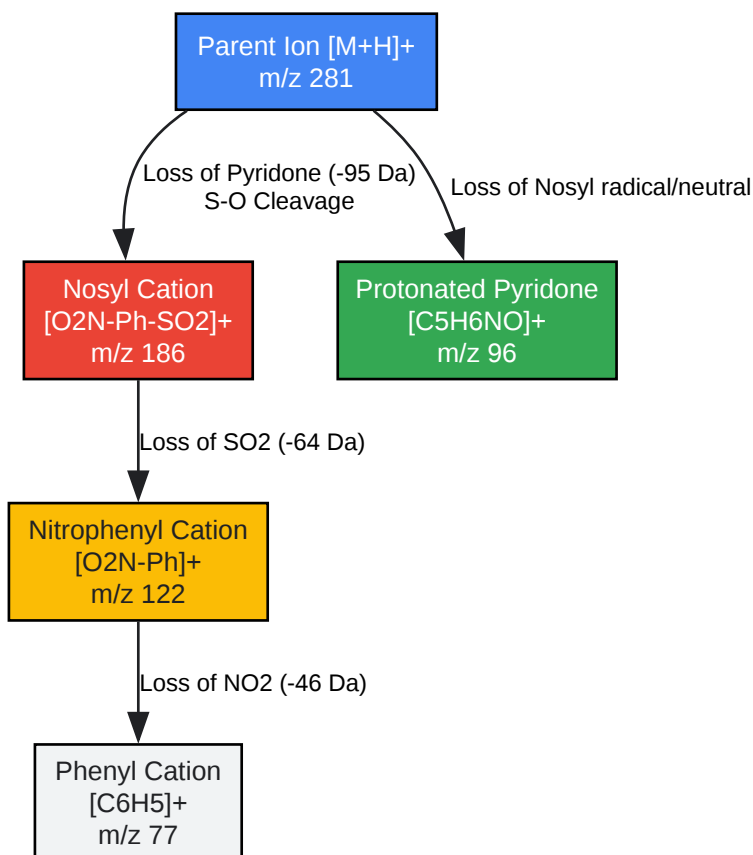 Parent Ion [M+H]+
m/z 281
Loss of Pyridone (-95 Da)
S-O Cleavage
Loss of Nosyl radical/neutral
Nosyl Cation
[O2N-Ph-SO2]+
m/z 186
Protonated Pyridone
[C5H6NO]+
m/z 96
Loss of SO2 (-64 Da)
Nitrophenyl Cation
[O2N-Ph]+
m/z 122
Loss of NO2 (-46 Da)
Phenyl Cation
[C6H5]+
m/z 77